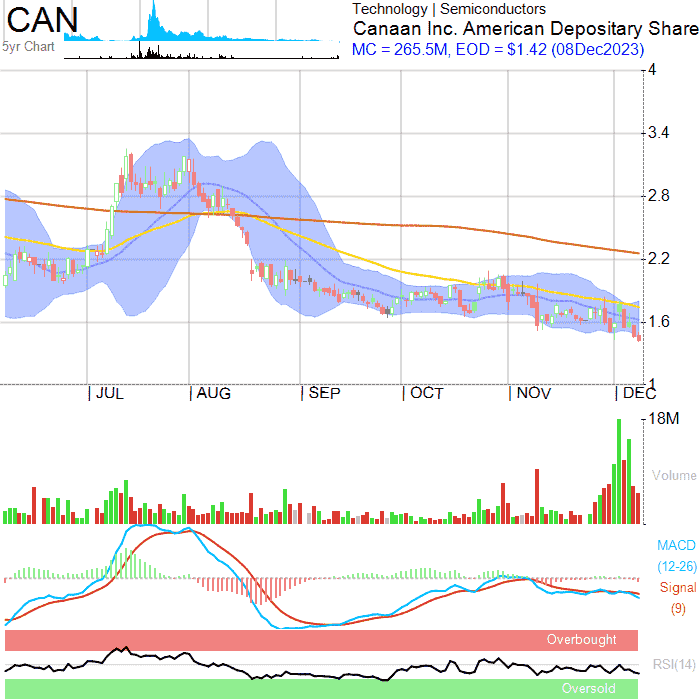 CAN
5yr Chart
Technology | Semiconductors
Canaan Inc. American Depositary Share
MC = 265.5M, EOD = $1.42 (08Dec2023)
4
3.4
2.8
2.2
1.6
1
JUL
AUG
SEP
OCT
NOV
DEC
18M
Volume
MACD
(12-26)
Signal
(9)
Overbought
RSI(14)
Oversold